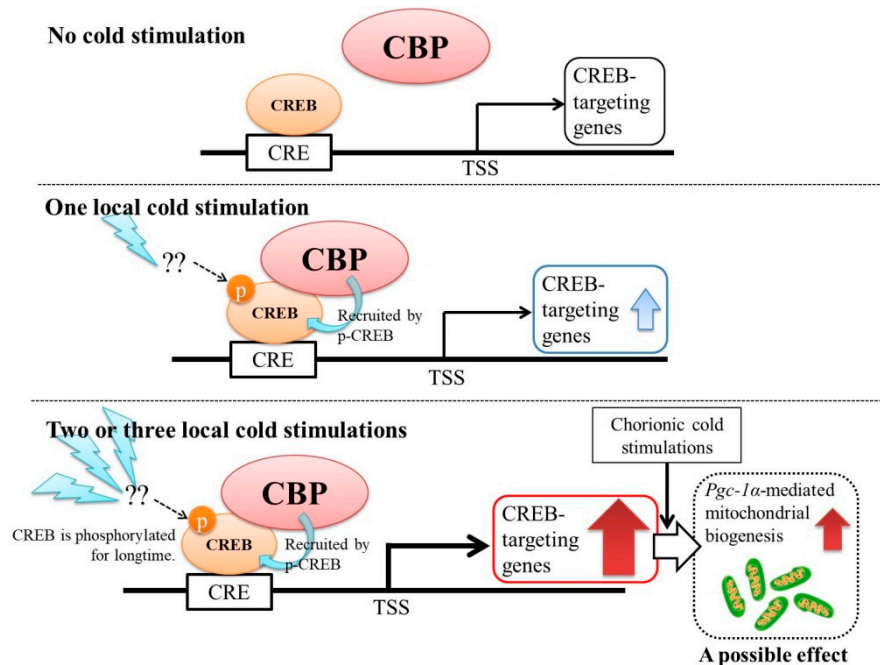 No cold stimulation
CBP
CREB
CRE
TSS
CREB-
targeting
genes
One local cold stimulation
??
p
CBP
CREB
Recruited by
p-CREB
CRE
TSS
CREB-
targeting
genes
Two or three local cold stimulations
??
p
CBP
CREB is phosphorylated
for longtime.
CREB
Recruited by
p-CREB
CRE
TSS
CREB-
targeting
genes
Chorionic cold
stimulations
Pgc-1α-mediated
mitochondrial
biogenesis
A possible effect